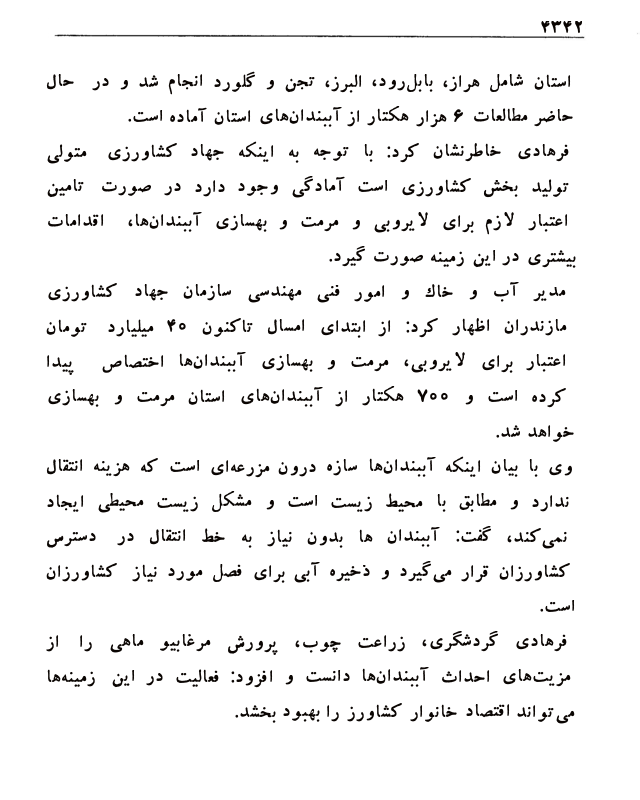 ۴۳۴۲
استان شامل هراز، بابل‌رود، البرز، تجن و گلورد انجام شد و در حال
حاضر مطالعات ۶ هزار هکتار از آببندان‌های استان آماده است.
فرهادی خاطرنشان کرد: با توجه به اینکه جهاد کشاورزی متولی
تولید بخش کشاورزی است آمادگی وجود دارد در صورت تامین
اعتبار لازم برای لایروبی و مرمت و بهسازی آببندان‌ها، اقدامات
بیشتری در این زمینه صورت گیرد.
مدیر آب و خاك و امور فنی مهندسی سازمان جهاد کشاورزی
مازندران اظهار کرد: از ابتدای امسال تاکنون ۴۰ میلیارد تومان
اعتبار برای لایروبی، مرمت و بهسازی آببندان‌ها اختصاص پیدا
کرده است و ۷۰۰ هکتار از آببندان‌های استان مرمت و بهسازی
خواهد شد.
وی با بیان اینکه آببندان‌ها سازه درون مزرعه‌ای است که هزینه انتقال
ندارد و مطابق با محیط زیست است و مشکل زیست محیطی ایجاد
نمی‌کند، گفت: آببندان ها بدون نیاز به خط انتقال در دسترس
کشاورزان قرار می‌گیرد و ذخیره آبی برای فصل مورد نیاز کشاورزان
است.
فرهادی گردشگری، زراعت چوب، پرورش مرغابیو ماهی را از
مزیت‌های احداث آببندان‌ها دانست و افزود: فعالیت در این زمینه‌ها
می‌تواند اقتصاد خانوار کشاورز را بهبود بخشد.